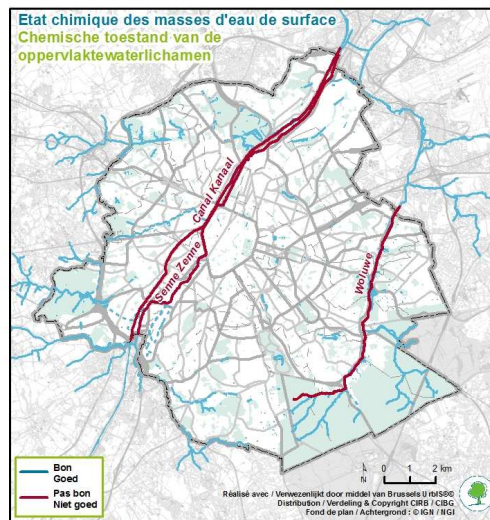 Etat chimique des masses d'eau de surface
Chemische toestand van de
oppervlaktewaterlichamen
Canal Kanaal
Senne Zenne
Woluwe
Bon
Goed
Pas bon
Niet goed
0 1 2 km
Réalisé avec / Verwezenlijkt door middel van Brussels UrbIS®©
Distribution / Verdeling & Copyright CIRB / CIBG
Fond de plan / Achtergrond : © IGN / NGI